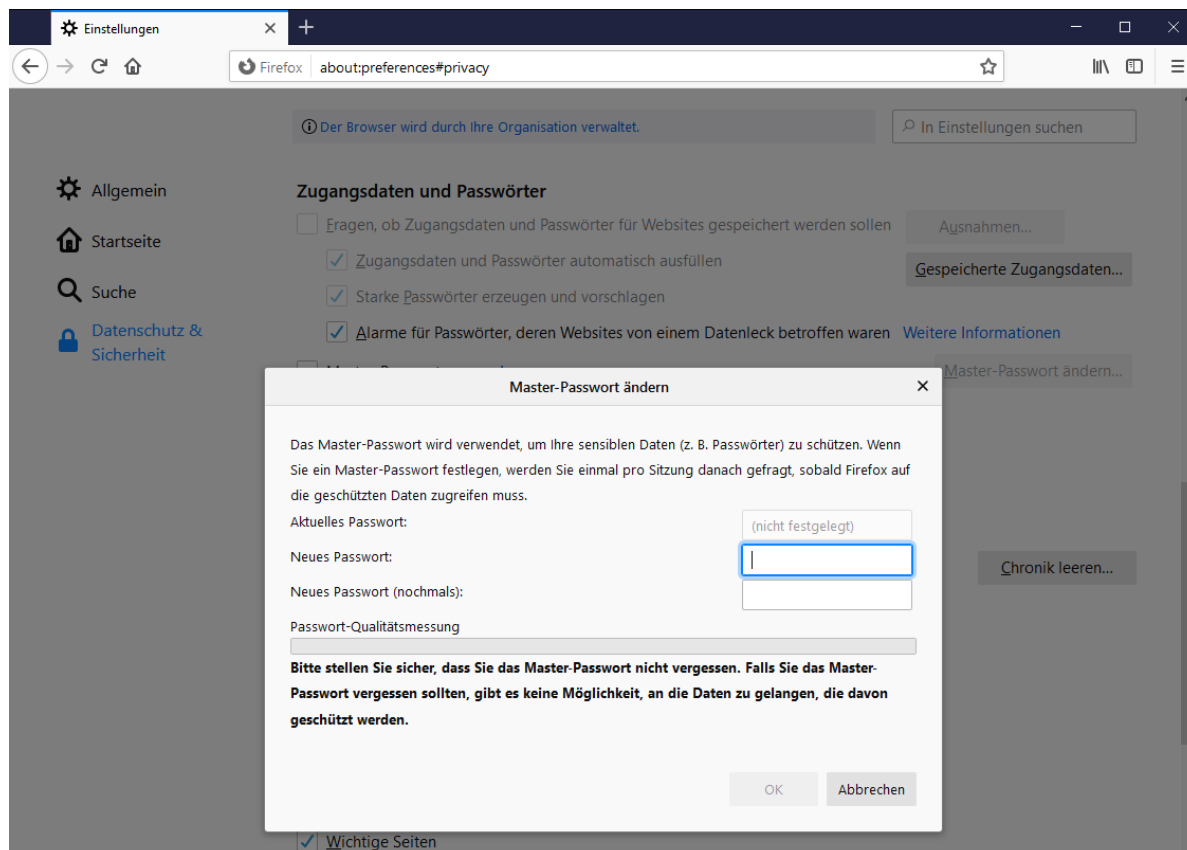 Einstellungen
Firefox about:preferences#privacy
Der Browser wird durch Ihre Organisation verwaltet.
In Einstellungen suchen
Allgemein
Startseite
Suche
Datenschutz &
Sicherheit
Zugangsdaten und Passwörter
Fragen, ob Zugangsdaten und Passwörter für Websites gespeichert werden sollen
Ausnahmen...
Zugangsdaten und Passwörter automatisch ausfüllen
Gespeicherte Zugangsdaten...
Starke Passwörter erzeugen und vorschlagen
Alarme für Passwörter, deren Websites von einem Datenleck betroffen waren Weitere Informationen
Master-Passwort ändern...
Master-Passwort ändern
Das Master-Passwort wird verwendet, um Ihre sensiblen Daten (z. B. Passwörter) zu schützen. Wenn
Sie ein Master-Passwort festlegen, werden Sie einmal pro Sitzung danach gefragt, sobald Firefox auf
die geschützten Daten zugreifen muss.
Aktuelles Passwort:
(nicht festgelegt)
Neues Passwort:
Neues Passwort (nochmals):
Passwort-Qualitätsmessung
Bitte stellen Sie sicher, dass Sie das Master-Passwort nicht vergessen. Falls Sie das Master-
Passwort vergessen sollten, gibt es keine Möglichkeit, an die Daten zu gelangen, die davon
geschützt werden.
OK
Abbrechen
Chronik leeren...
Wichtige Seiten